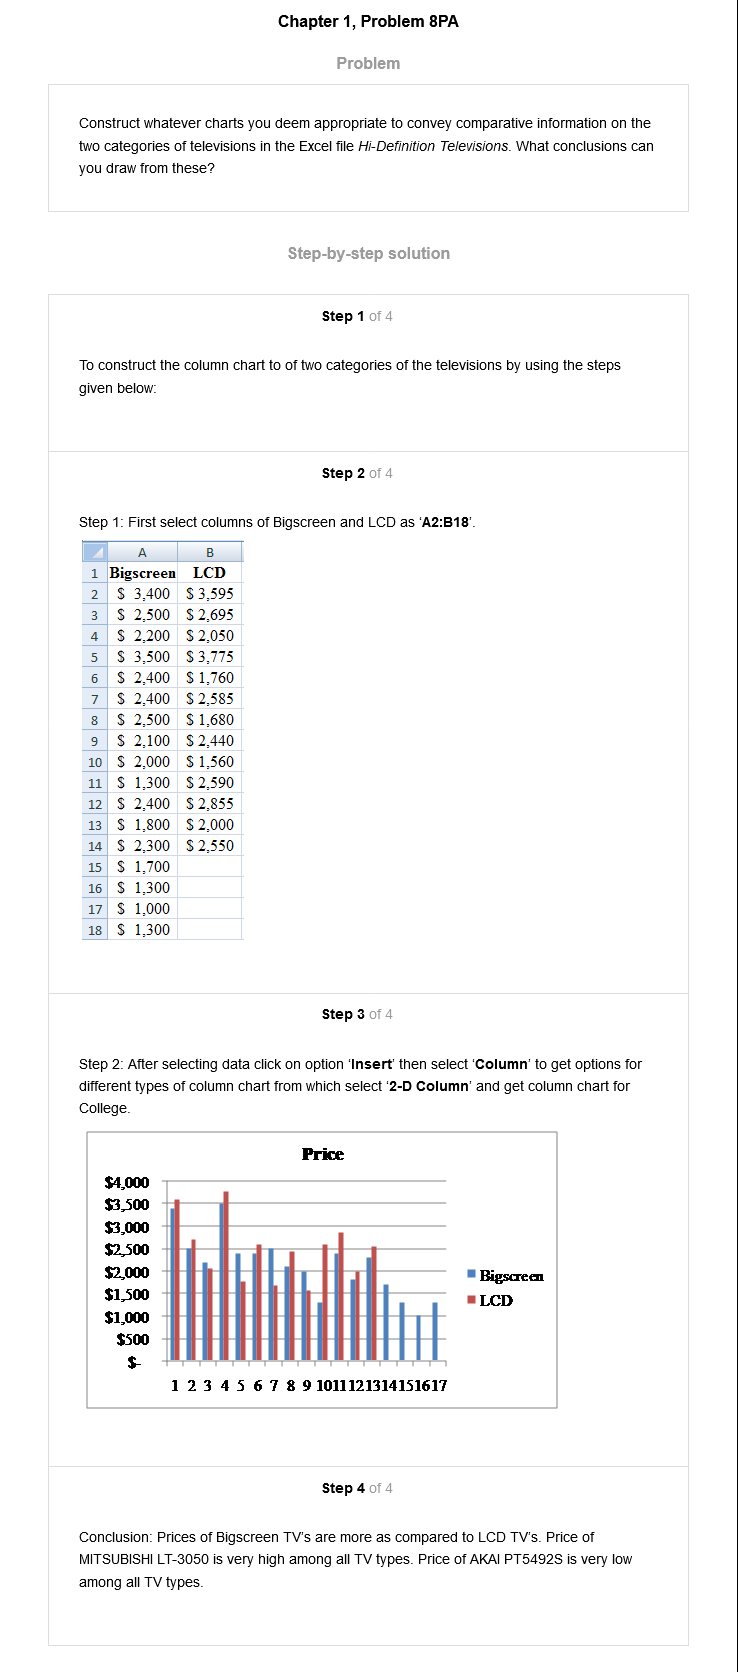 Chapter 1, Problem 8PA
Problem
Construct whatever charts you deem appropriate to convey comparative information on the
two categories of televisions in the Excel file Hi-Definition Televisions. What conclusions can
you draw from these?
Step-by-step solution
Step 1 of 4
To construct the column chart to of two categories of the televisions by using the steps
given below:
Step 2 of 4
Step 1: First select columns of Bigscreen and LCD as ‘A2:B18’.
A B
1 Bigscreen LCD
2 $ 3,400 $ 3,595
3 $ 2,500 $ 2,695
4 $ 2,200 $ 2,050
5 $ 3,500 $ 3,775
6 $ 2,400 $ 1,760
7 $ 2,400 $ 2,585
8 $ 2,500 $ 1,680
9 $ 2,100 $ 2,440
10 $ 2,000 $ 1,560
11 $ 1,300 $ 2,590
12 $ 2,400 $ 2,855
13 $ 1,800 $ 2,000
14 $ 2,300 $ 2,550
15 $ 1,700
16 $ 1,300
17 $ 1,000
18 $ 1,300
Step 3 of 4
Step 2: After selecting data click on option ‘Insert’ then select ‘Column’ to get options for
different types of column chart from which select ‘2-D Column’ and get column chart for
College.
Price
$4,000
$3,500
$3,000
$2,500
$2,000
$1,500
$1,000
$500
$-
1 2 3 4 5 6 7 8 9 1011121314151617
Bigscreen
LCD
Step 4 of 4
Conclusion: Prices of Bigscreen TV’s are more as compared to LCD TV’s. Price of
MITSUBISHI LT-3050 is very high among all TV types. Price of AKAI PT5492S is very low
among all TV types.